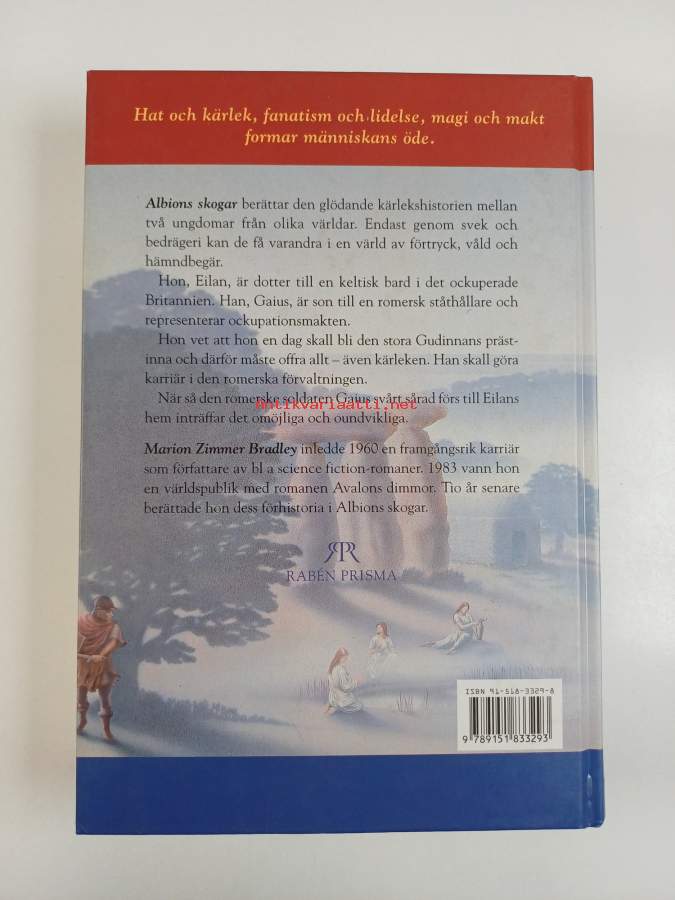 Hat och kärlek, fanatism och lidelse, magi och makt
formar människans öde.
Albions skogar berättar den glödande kärlekshistorien mellan
två ungdomar från olika världar. Endast genom svek och
bedrägeri kan de få varandra i en värld av förtryck, våld och
hämndbegär.
Hon, Eilan, är dotter till en keltisk bard i det ockuperade
Britannien. Han, Gaius, är son till en romersk ståthållare och
representerar ockupationsmakten.
Hon vet att hon en dag skall bli den stora Gudinnans präst-
inna och därför måste offra allt – även kärleken. Han skall göra
karriär i den romerska förvaltningen.
När så den romerske soldaten Gaius svårt sårad förs till Eilans
antikvariaatti.net
hem inträffar det omöjliga och oundvikliga.
Marion Zimmer Bradley inledde 1960 en framgångsrik karriär
som författare av bl a science fiction-romaner. 1983 vann hon
en världspublik med romanen Avalons dimmor. Tio år senare
berättade hon dess förhistoria i Albions skogar.
RABÉN PRISMA
ISBN 91-518-3329-8
9 789151 833293